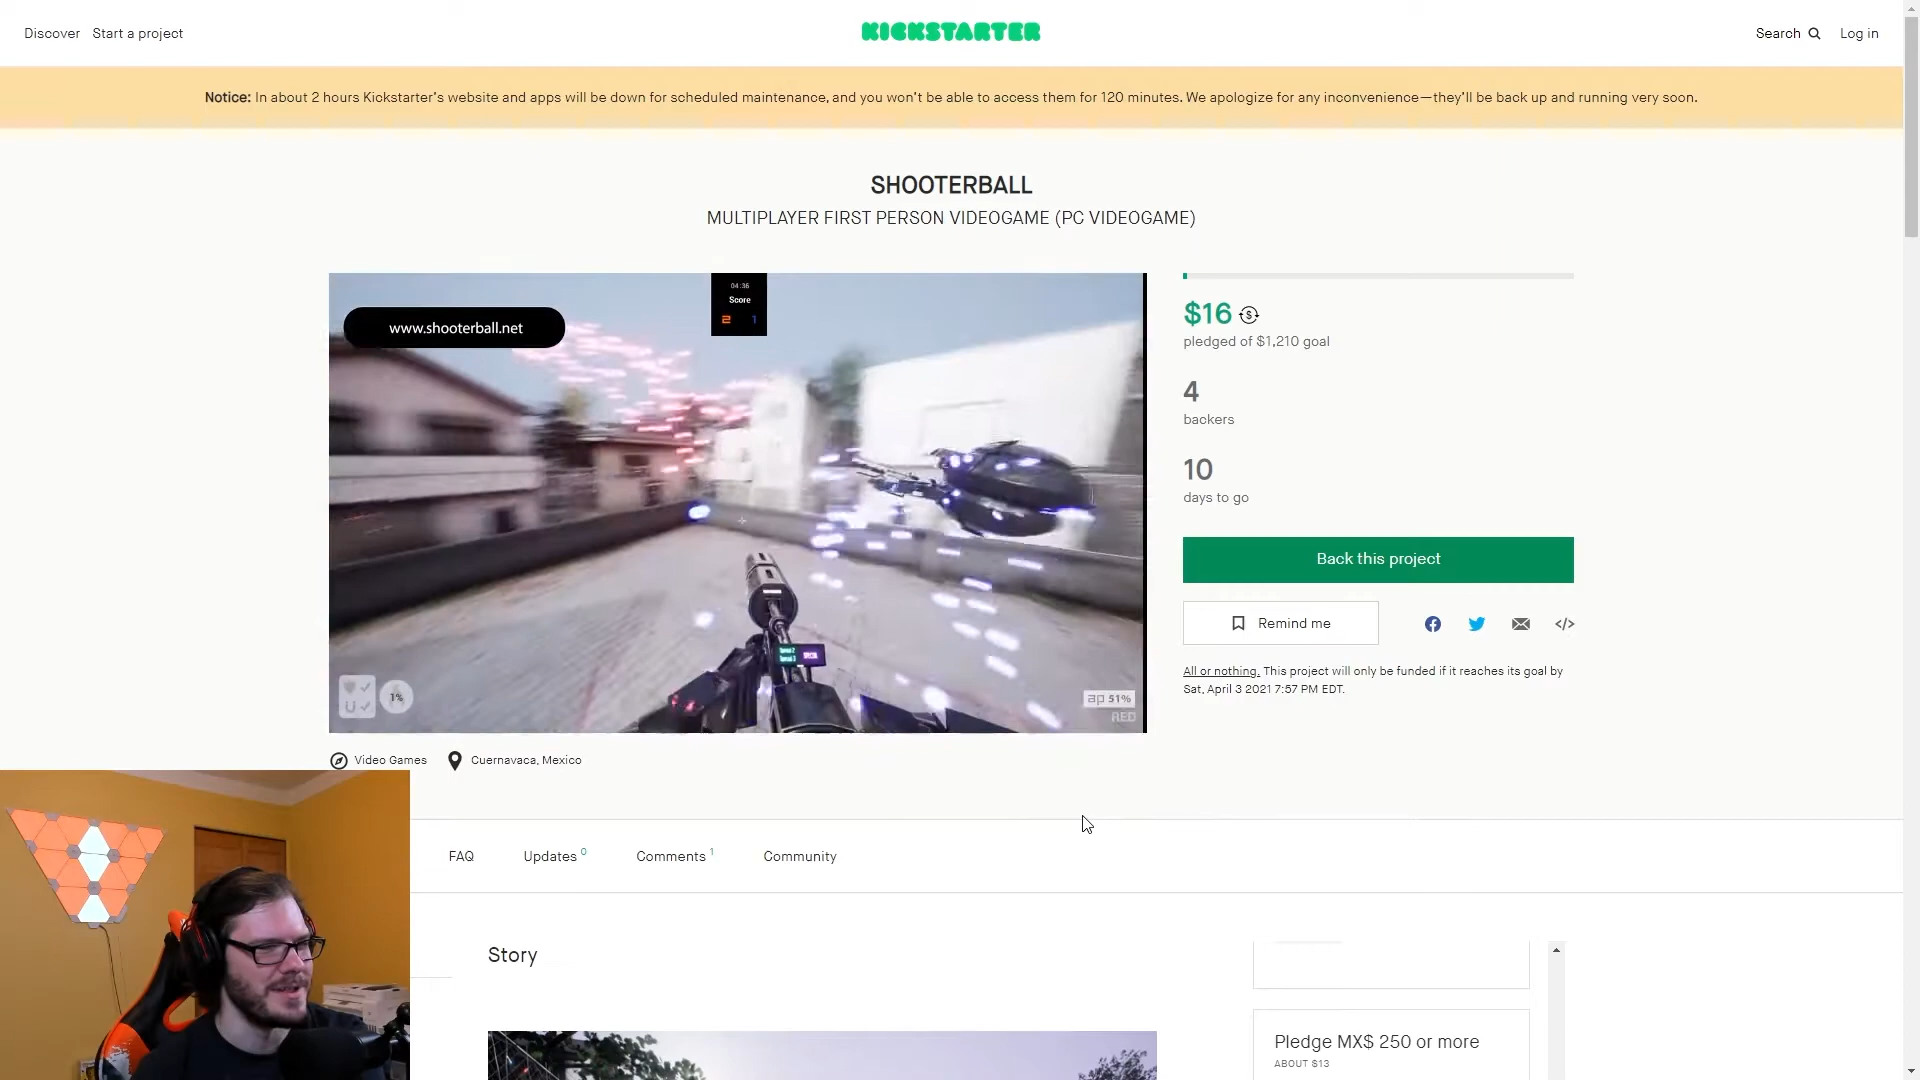 Discover Start a project
KICKSTARTER
Search Log in
Notice: In about 2 hours Kickstarter's website and apps will be down for scheduled maintenance, and you won't be able to access them for 120 minutes. We apologize for any inconvenience—they'll be back up and running very soon.
SHOOTERBALL
MULTIPLAYER FIRST PERSON VIDEOGAME (PC VIDEOGAME)
www.shooterball.net
04:36
Score
2 1
1%
ap 51%
RED
$16
pledged of $1,210 goal
4
backers
10
days to go
Back this project
Remind me
All or nothing. This project will only be funded if it reaches its goal by
Sat, April 3 2021 7:57 PM EDT.
Video Games Cuernavaca, Mexico
FAQ Updates 0 Comments 1 Community
Story
Pledge MX$ 250 or more
ABOUT $13